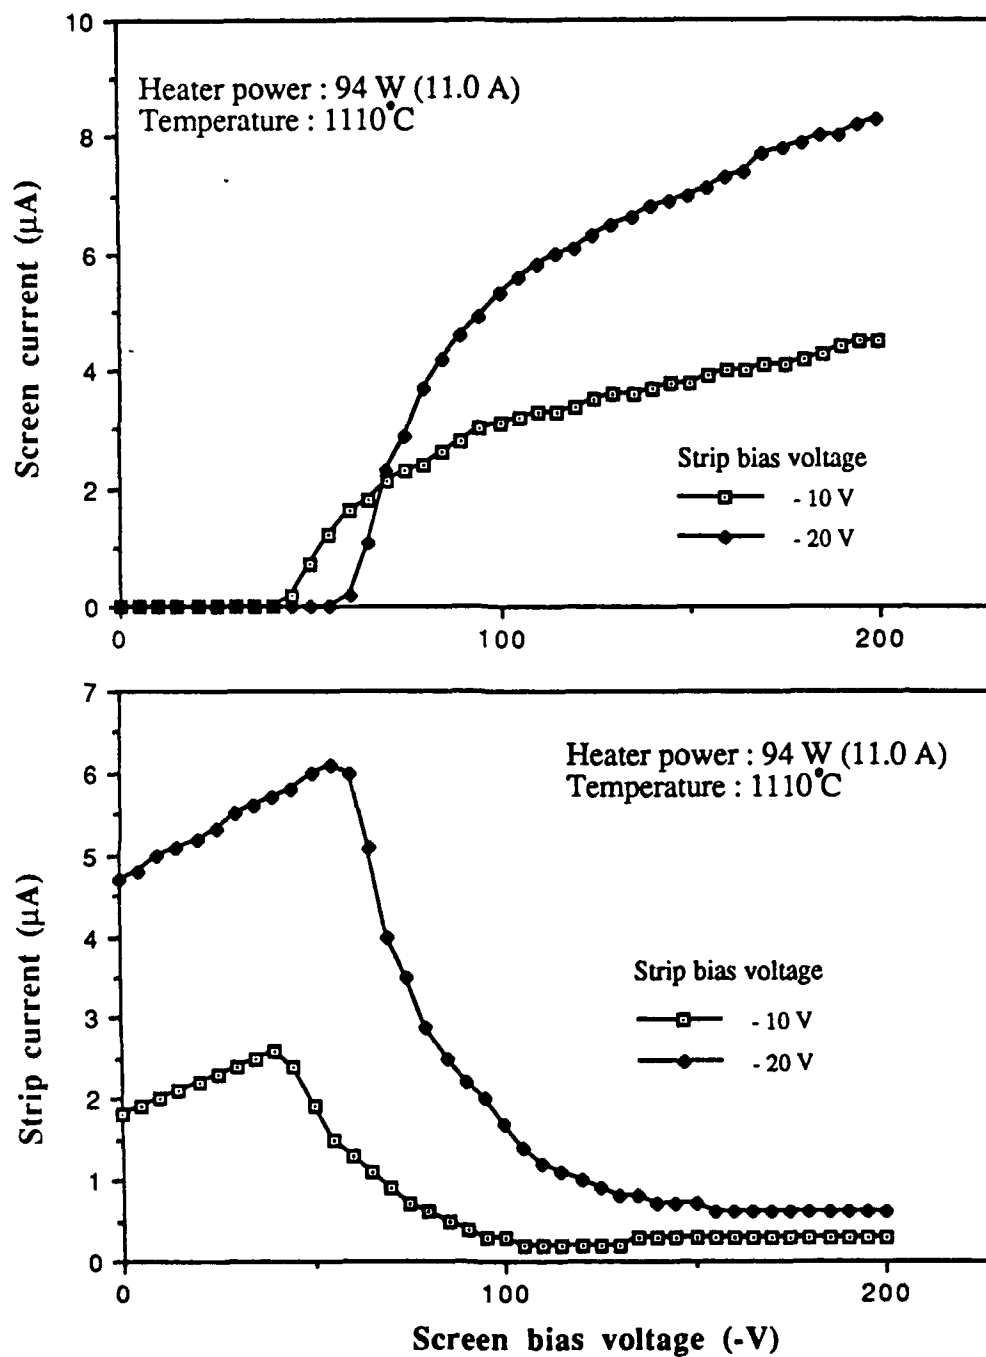 10
8
6
4
2
0
Screen current (µA)
Heater power : 94 W (11.0 A)
Temperature : 1110°C
Strip bias voltage
- 10 V
- 20 V
0
100
200
7
6
5
4
3
2
1
0
Strip current (µA)
Heater power : 94 W (11.0 A)
Temperature : 1110°C
Strip bias voltage
- 10 V
- 20 V
0
100
200
Screen bias voltage (-V)